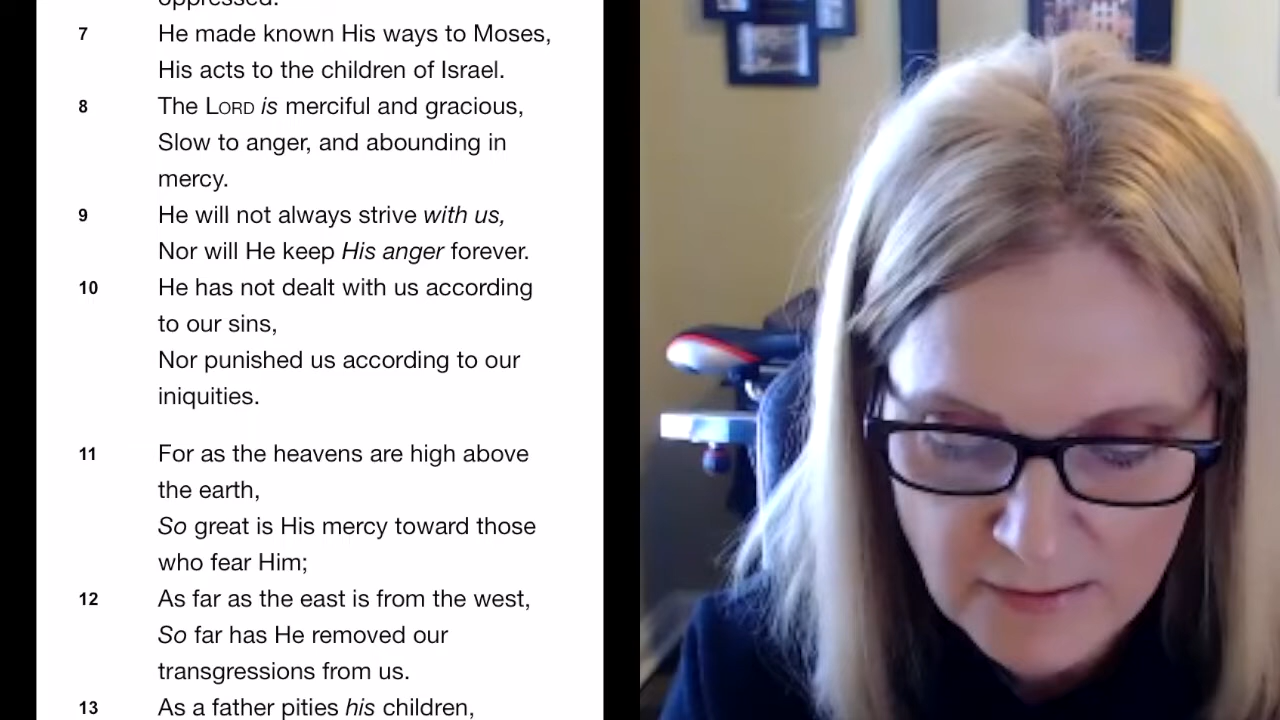 oppressed.
7 He made known His ways to Moses,
His acts to the children of Israel.
8 The LORD is merciful and gracious,
Slow to anger, and abounding in
mercy.
9 He will not always strive with us,
Nor will He keep His anger forever.
10 He has not dealt with us according
to our sins,
Nor punished us according to our
iniquities.
11 For as the heavens are high above
the earth,
So great is His mercy toward those
who fear Him;
12 As far as the east is from the west,
So far has He removed our
transgressions from us.
13 As a father pities his children,